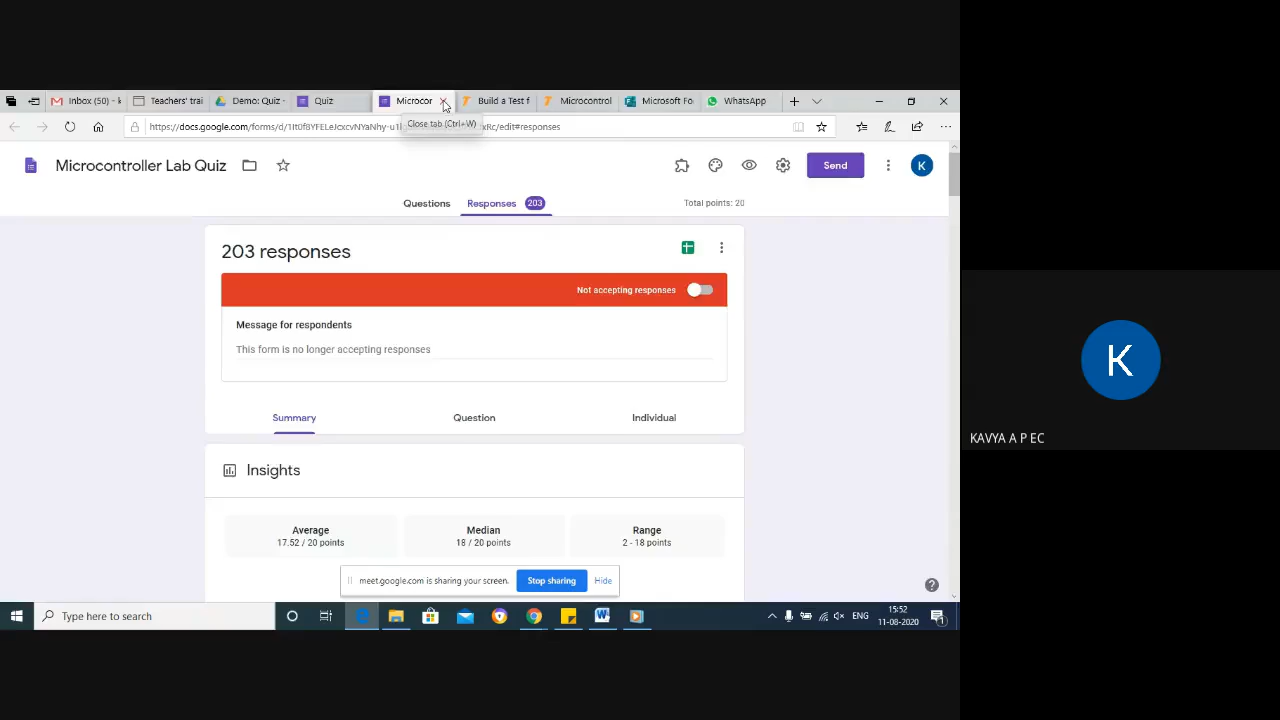 Inbox (50) - k
Teachers' trai
Demo: Quiz -
Quiz
Microcor
Build a Test f
Microcontrol
Microsoft Fo
WhatsApp
Close tab (Ctrl+W)
Microcontroller Lab Quiz
Send
K
Questions
Responses 203
Total points: 20
203 responses
Not accepting responses
Message for respondents
This form is no longer accepting responses
Summary
Question
Individual
Insights
Average
17.52 / 20 points
Median
18 / 20 points
Range
2 - 18 points
meet.google.com is sharing your screen.
Stop sharing
Hide
Type here to search
ENG
15:52
11-08-2020
K
KAVYA A P EC